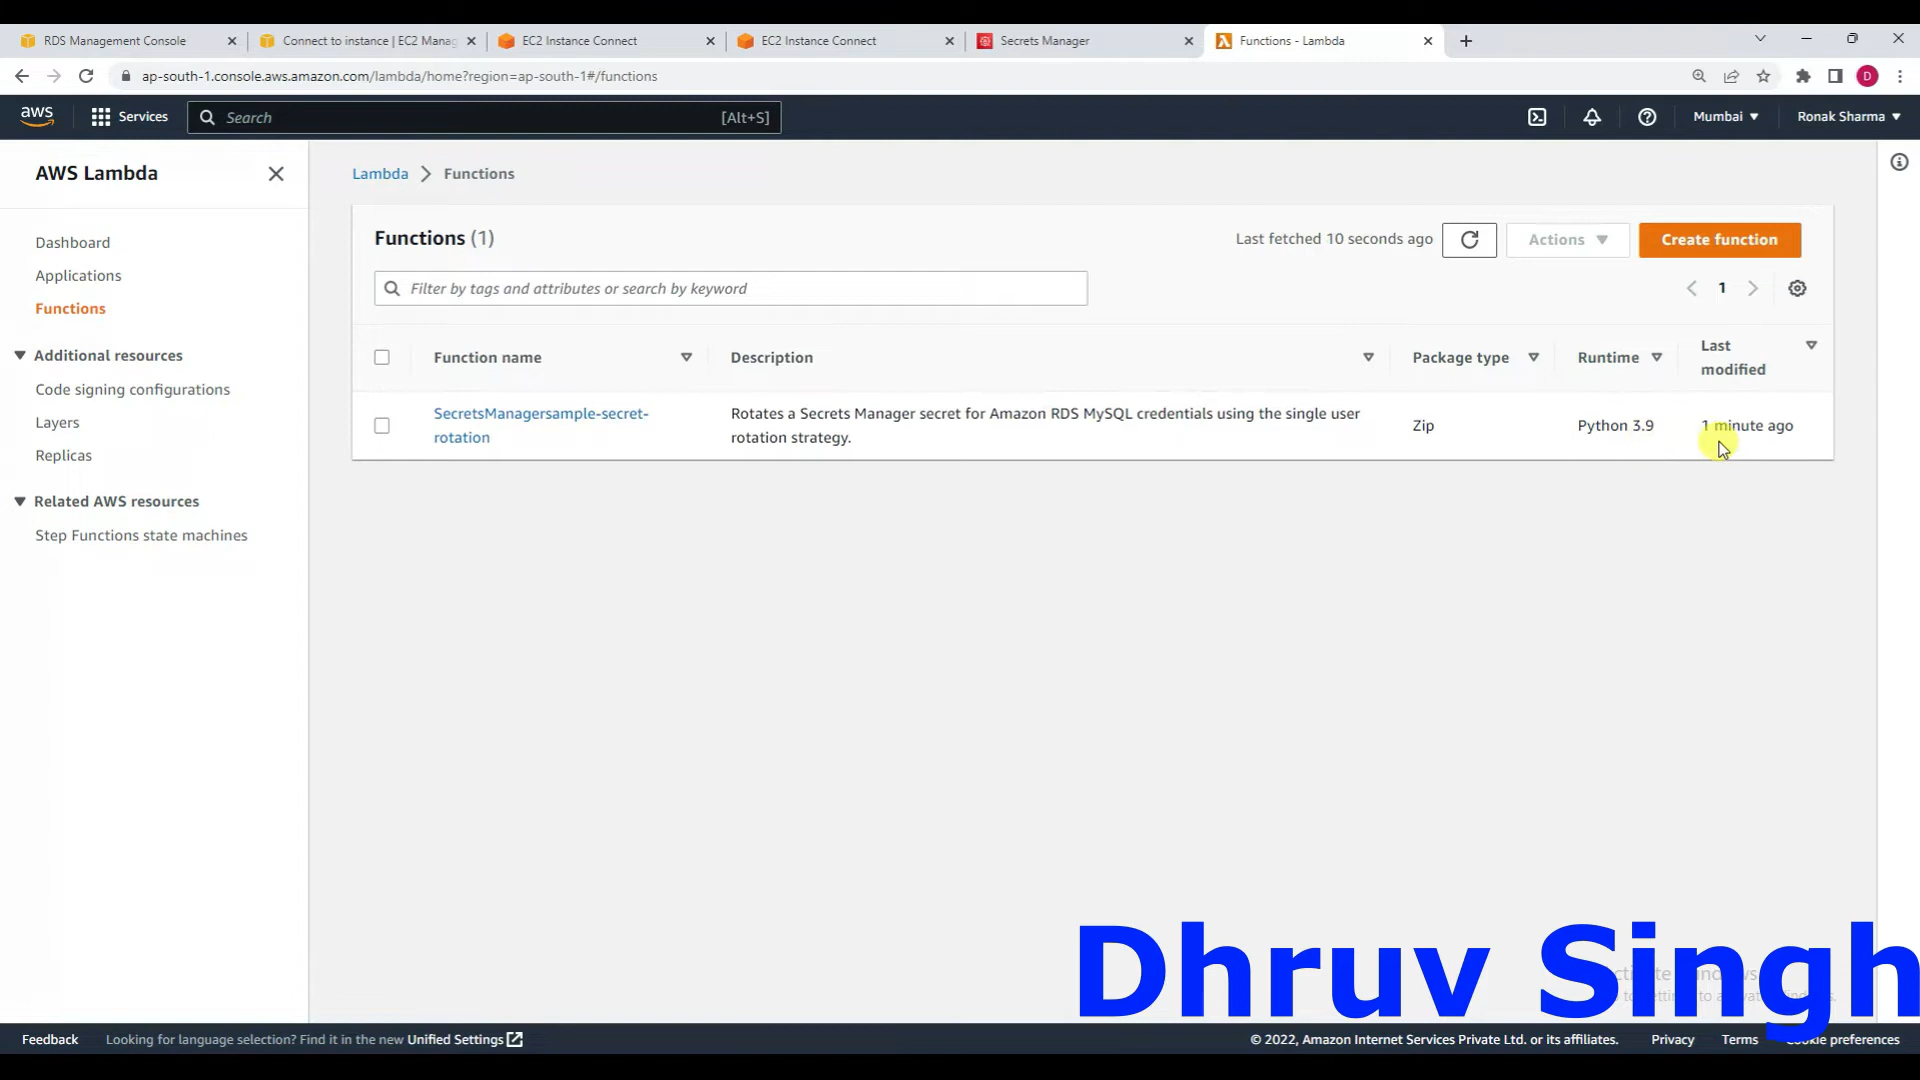 RDS Management Console
Connect to instance | EC2 Manag
EC2 Instance Connect
EC2 Instance Connect
Secrets Manager
Functions - Lambda
ap-south-1.console.aws.amazon.com/lambda/home?region=ap-south-1#/functions
D
aws
Services
Search
[Alt+S]
Mumbai
Ronak Sharma
AWS Lambda
Dashboard
Applications
Functions
Additional resources
Code signing configurations
Layers
Replicas
Related AWS resources
Step Functions state machines
Lambda > Functions
Functions (1)
Last fetched 10 seconds ago
Actions
Create function
Filter by tags and attributes or search by keyword
1
Function name
Description
Package type
Runtime
Last
modified
SecretsManagersample-secret-
rotation
Rotates a Secrets Manager secret for Amazon RDS MySQL credentials using the single user
rotation strategy.
Zip
Python 3.9
1 minute ago
Dhruv Singh
Feedback
Looking for language selection? Find it in the new Unified Settings
© 2022, Amazon Internet Services Private Ltd. or its affiliates.
Privacy
Terms
Cookie preferences